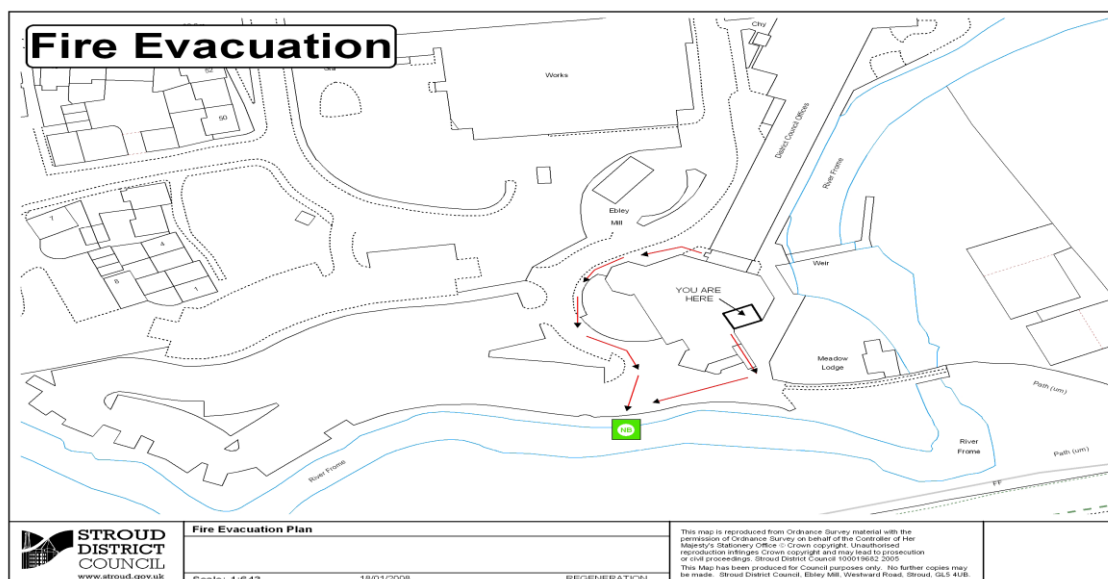 Fire Evacuation
Chy
52
50
Works
District Council Offices
River Frome
Ebley
Mill
7
4
8
1
Weir
YOU ARE
HERE
Meadow
Lodge
Path (um)
NB
River
Frome
Path (um)
River Frome
FF
STROUD
DISTRICT
COUNCIL
www.stroud.gov.uk
Fire Evacuation Plan
Scale: 1:643
18/01/2008
REGENERATION
This map is reproduced from Ordnance Survey material with the
permission of Ordnance Survey on behalf of the Controller of Her
Majesty's Stationery Office © Crown copyright. Unauthorised
reproduction infringes Crown copyright and may lead to prosecution
or civil proceedings. Stroud District Council 100019682 2005
This Map has been produced for Council purposes only. No further copies may
be made. Stroud District Council, Ebley Mill, Westward Road, Stroud, GL5 4UB.